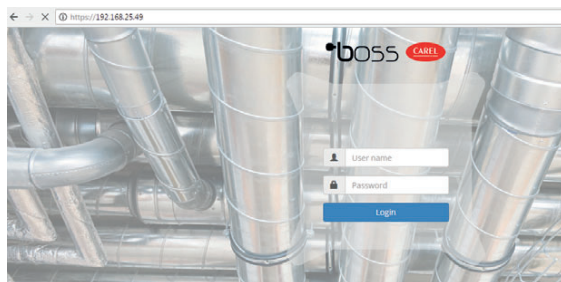 https://192.168.25.49
boss CAREL
User name
Password
Login